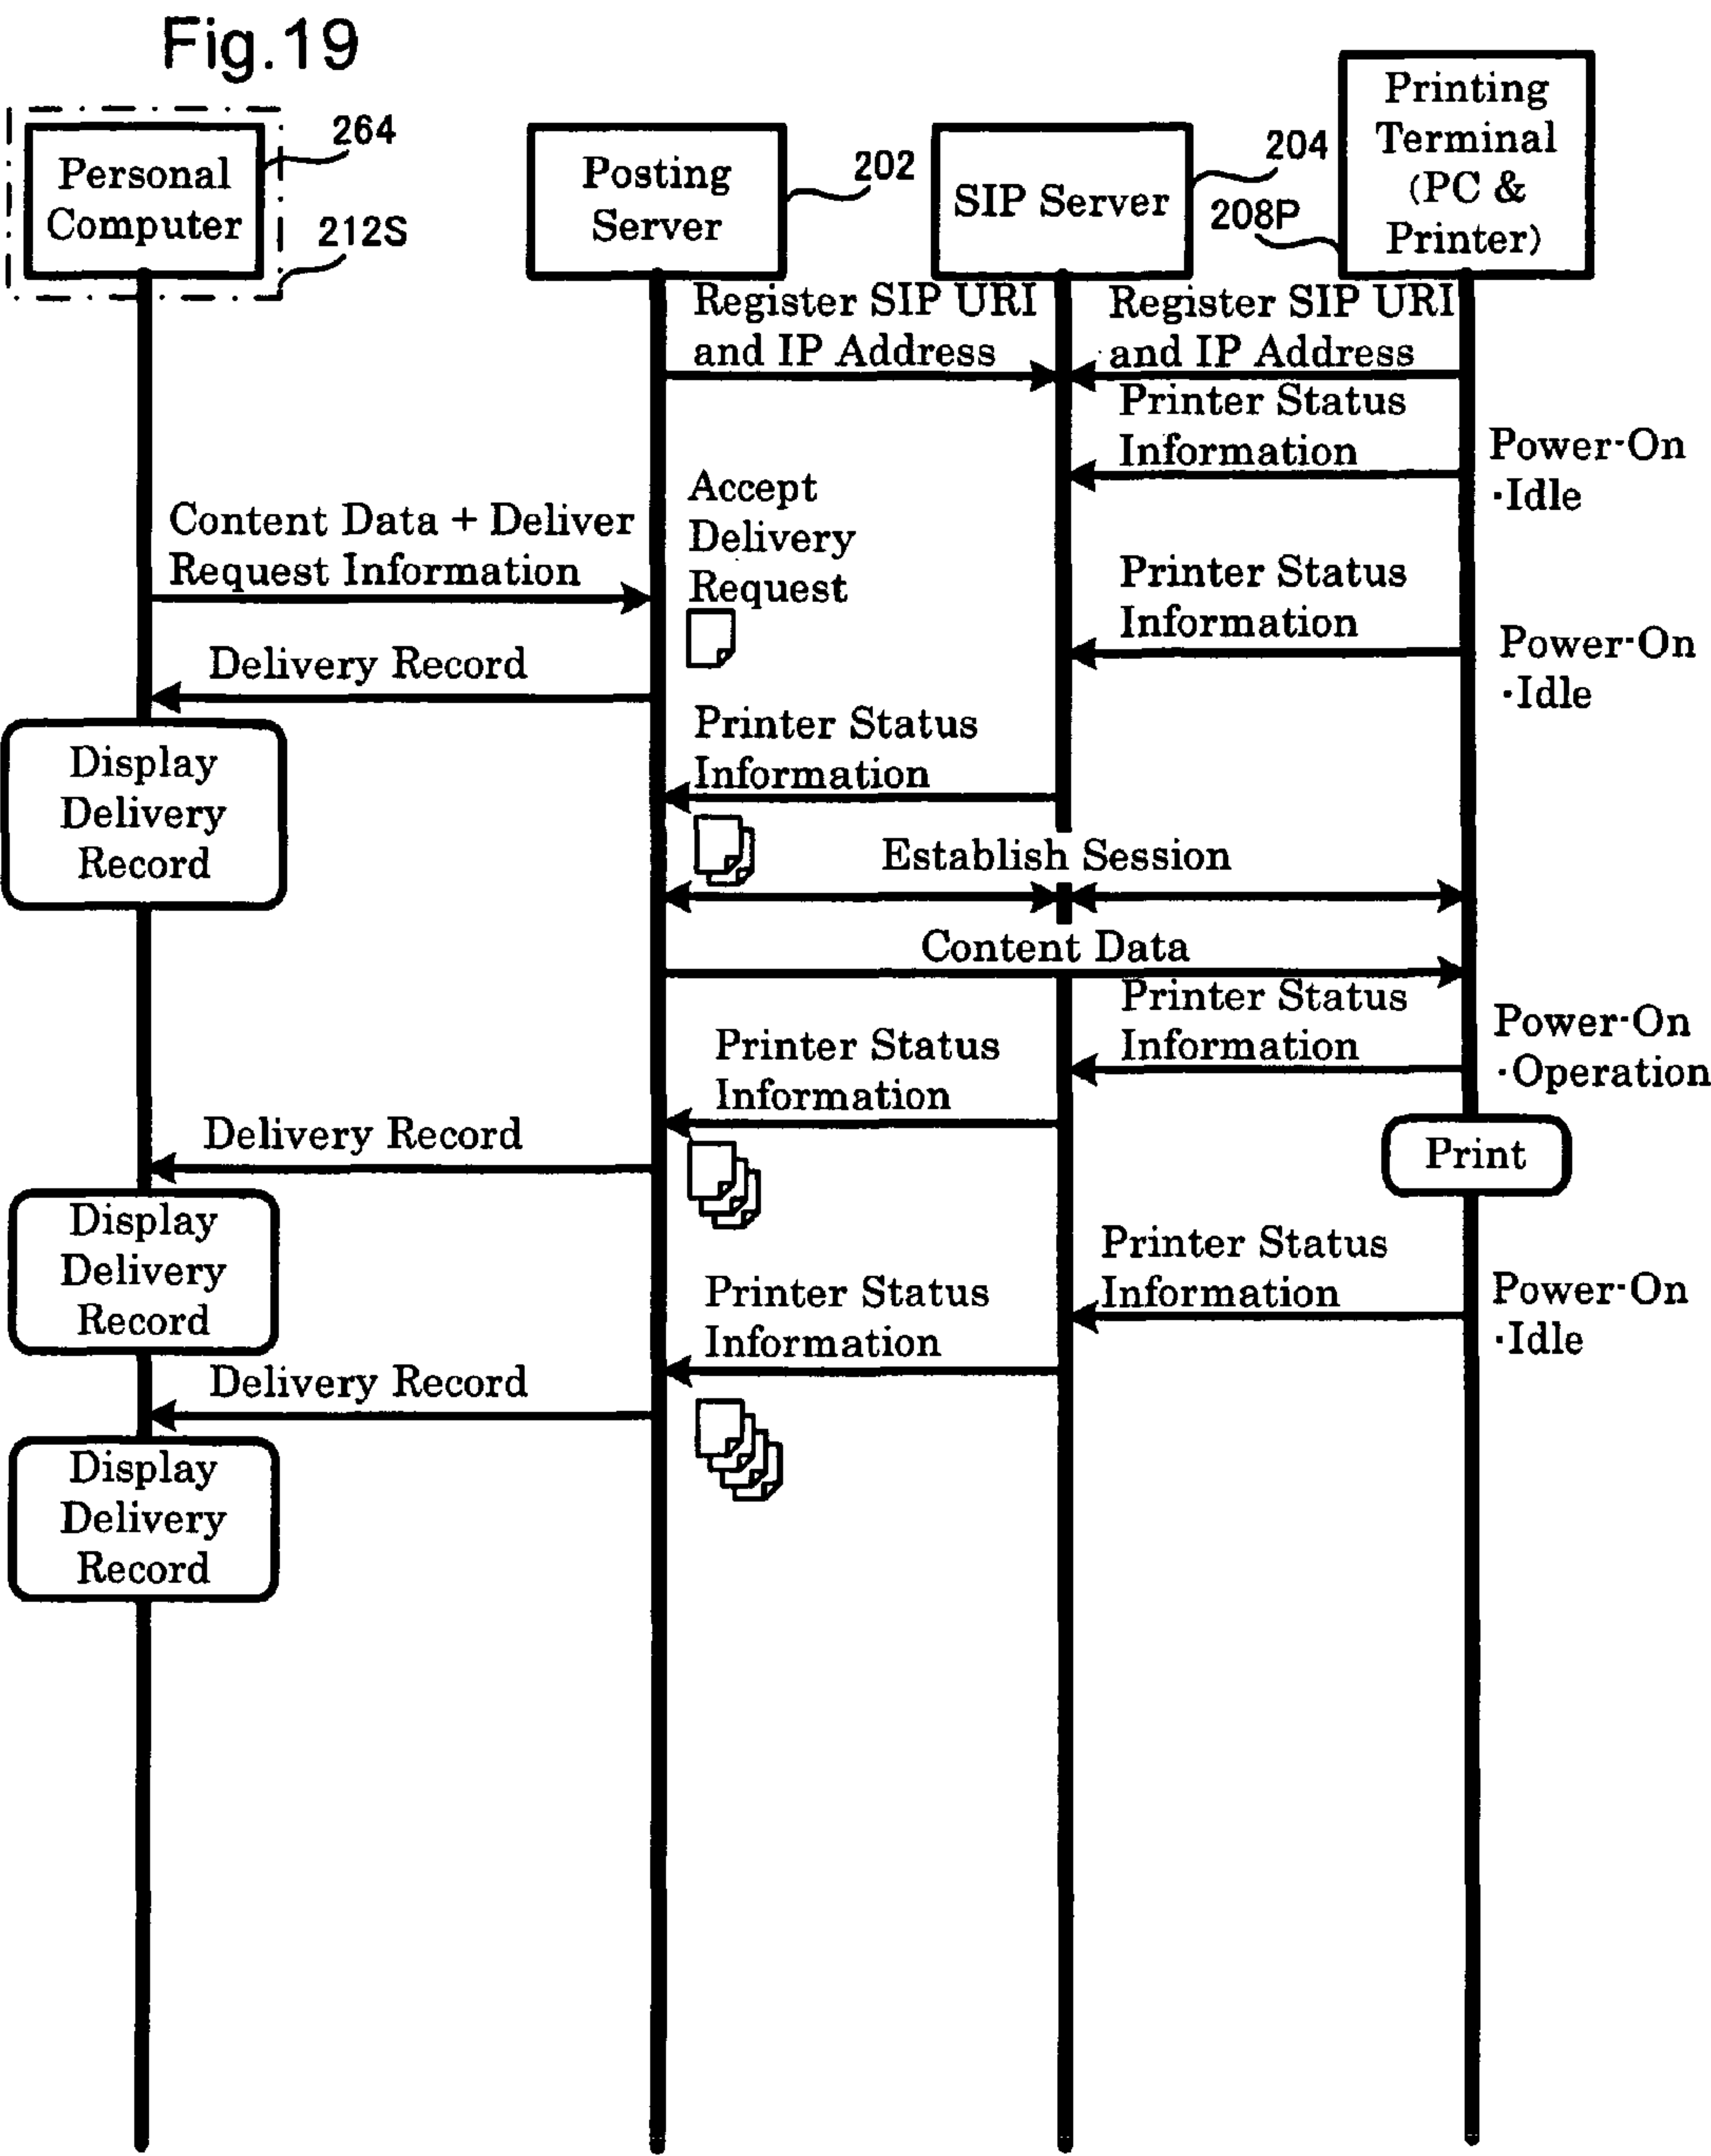 Fig.19
Personal
Computer
264
212S
Posting
Server
202
SIP Server
204
208P
Printing
Terminal
(PC &
Printer)
Register SIP URI
and IP Address
Register SIP URI
and IP Address
Printer Status
Information
Power-On
·Idle
Accept
Delivery
Request
Content Data + Deliver
Request Information
Printer Status
Information
Power-On
·Idle
Delivery Record
Printer Status
Information
Display
Delivery
Record
Establish Session
Content Data
Printer Status
Information
Power-On
·Operation
Printer Status
Information
Delivery Record
Print
Display
Delivery
Record
Printer Status
Information
Power-On
·Idle
Printer Status
Information
Delivery Record
Display
Delivery
Record